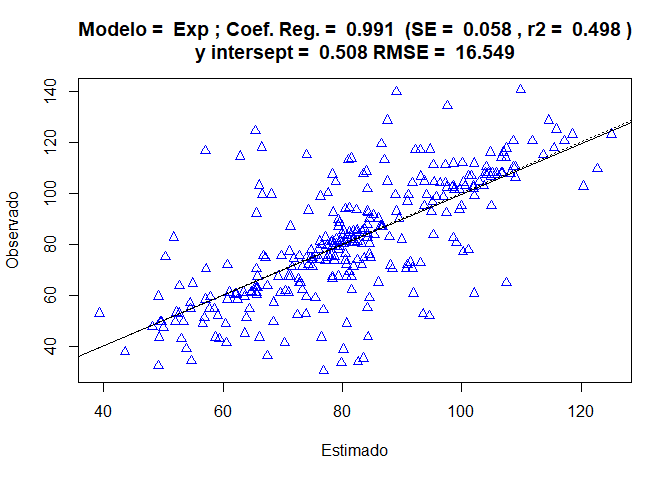 Modelo = Exp ; Coef. Reg. = 0.991 (SE = 0.058 , r2 = 0.498 )
y intersept = 0.508 RMSE = 16.549
140
120
100
80
60
40
Observado
40 60 80 100 120
Estimado